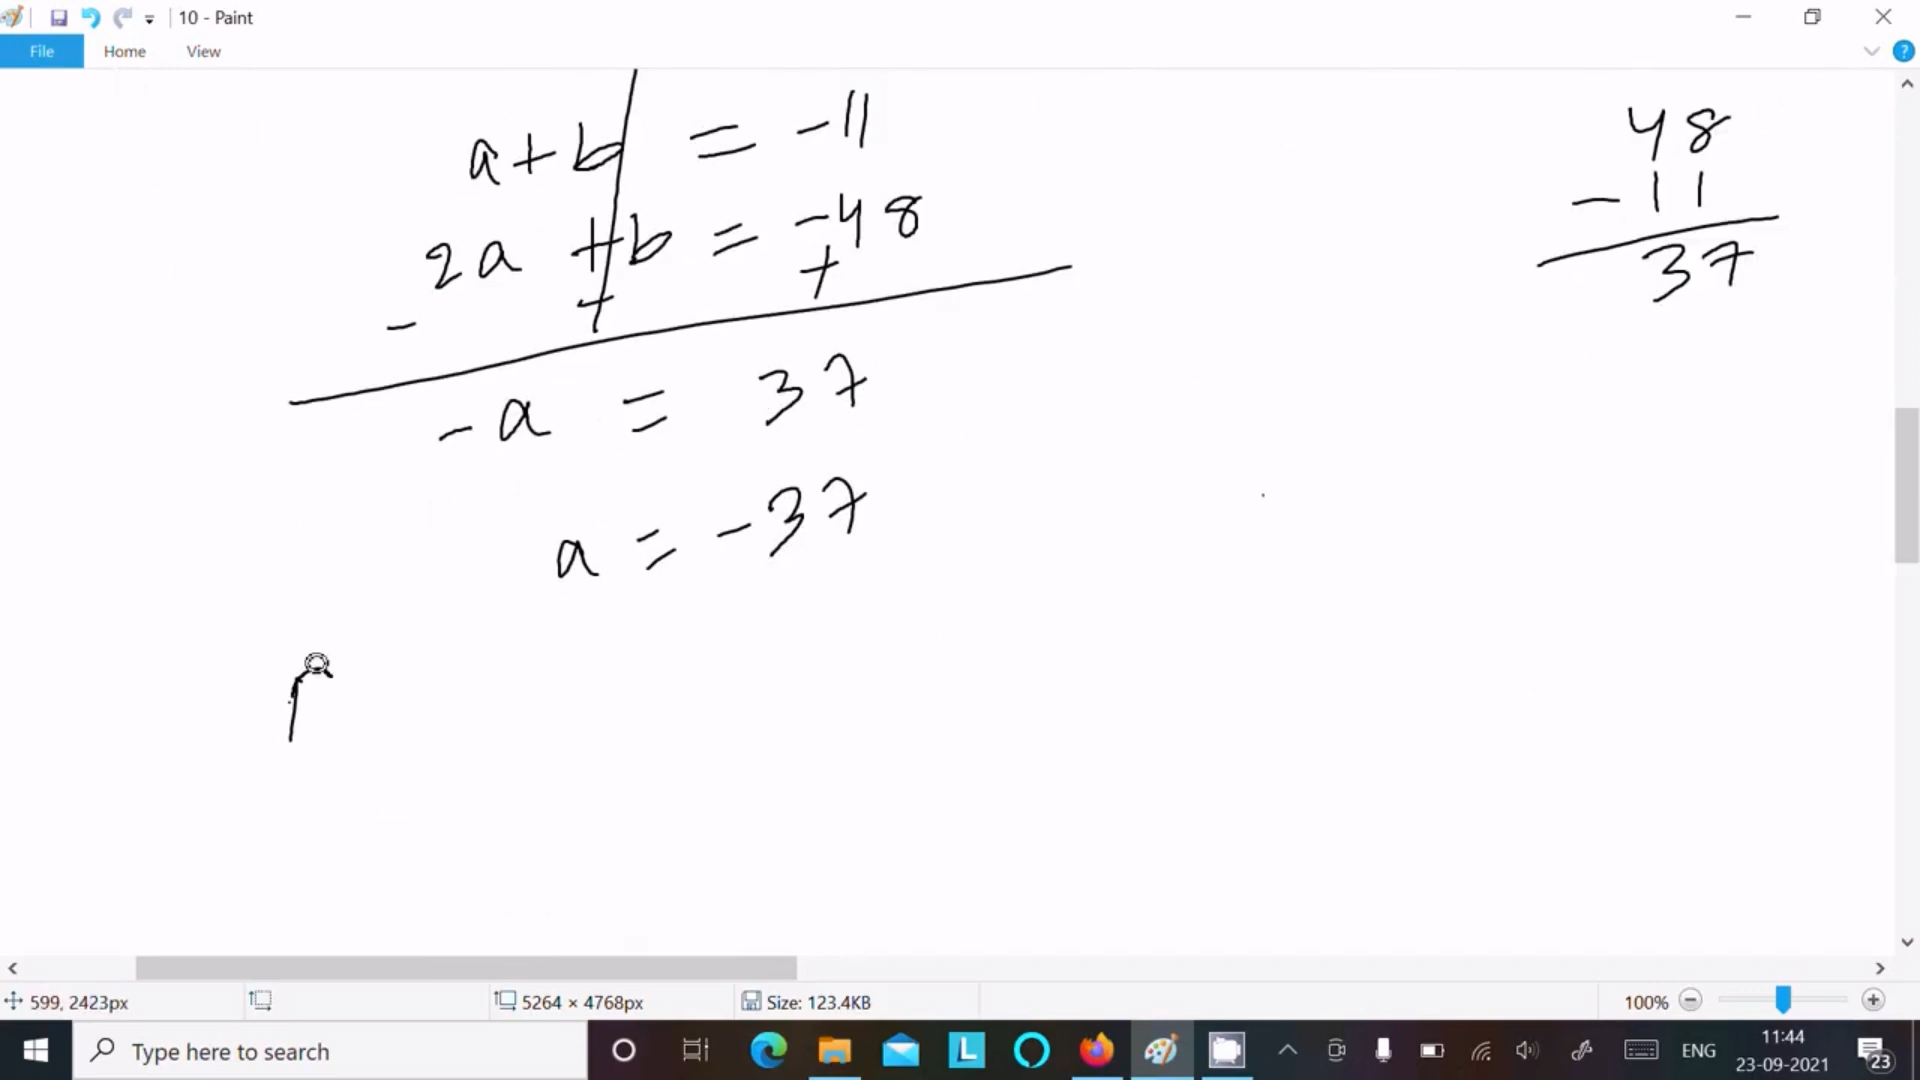 10 - Paint
File Home View
a+b = -11
2a +b = -48
- + +
-a = 37
a = -37
48
-11
37
599, 2423px
5264 × 4768px
Size: 123.4KB
100%
Type here to search
L
ENG
11:44
23-09-2021
23